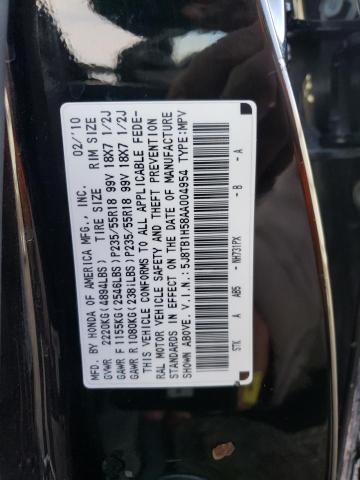 MFD. BY HONDA OF AMERICA MFG., INC. 02/'10
GVWR 2220KG(4894LBS) TIRE SIZE RIM SIZE
GAWR F 1155KG(2546LBS)P235/55R18 99V 18X7 1/2J
GAWR R 1080KG(2381LBS)P235/55R18 99V 18X7 1/2J
THIS VEHICLE CONFORMS TO ALL APPLICABLE FEDE-
RAL MOTOR VEHICLE SAFETY AND THEFT PREVENTION
STANDARDS IN EFFECT ON THE DATE OF MANUFACTURE
SHOWN ABOVE. V.I.N.:5J8TB1H58AA004954 TYPE:MPV
STK A ABS - NH731PX - B - A